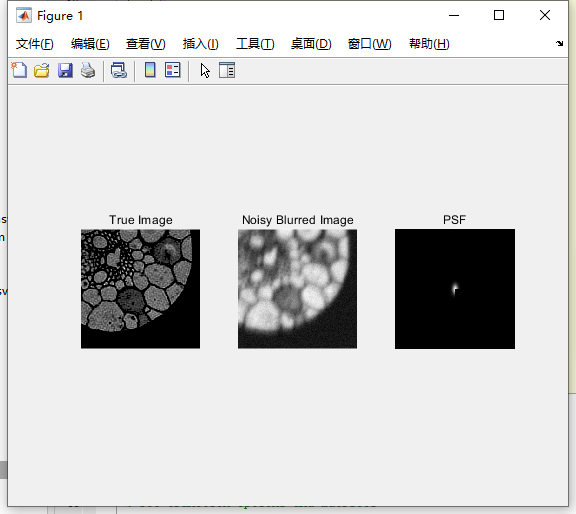 Figure 1
文件(F) 编辑(E) 查看(V) 插入(I) 工具(T) 桌面(D) 窗口(W) 帮助(H)
True Image Noisy Blurred Image PSF